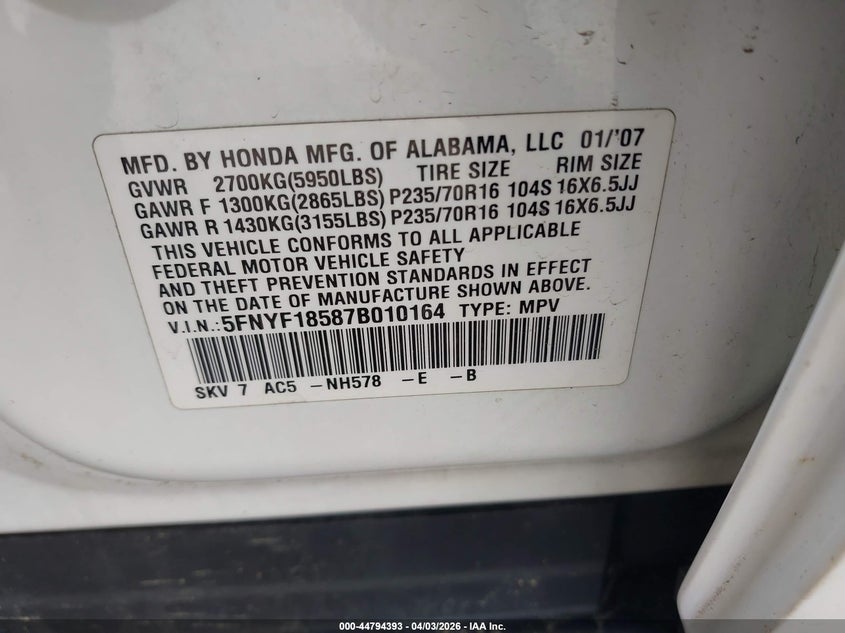 MFD. BY HONDA MFG. OF ALABAMA, LLC 01/'07
GVWR 2700KG(5950LBS) TIRE SIZE RIM SIZE
GAWR F 1300KG(2865LBS) P235/70R16 104S 16X6.5JJ
GAWR R 1430KG(3155LBS) P235/70R16 104S 16X6.5JJ
THIS VEHICLE CONFORMS TO ALL APPLICABLE
FEDERAL MOTOR VEHICLE SAFETY
AND THEFT PREVENTION STANDARDS IN EFFECT
ON THE DATE OF MANUFACTURE SHOWN ABOVE.
V.I.N.:5FNYF18587B010164 TYPE: MPV
SKV 7 AC5 -NH578 -E -B
000-44794393 - 04/03/2026 - IAA Inc.